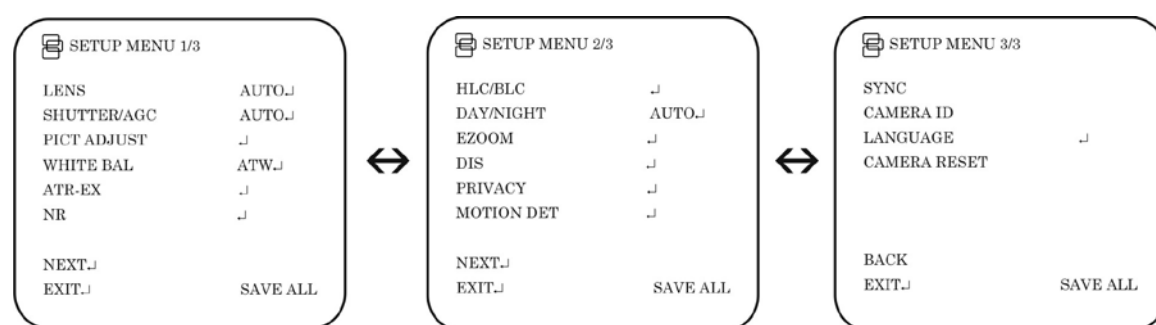 SETUP MENU 1/3
LENS AUTO↵
SHUTTER/AGC AUTO↵
PICT ADJUST ↵
WHITE BAL ATW↵
ATR-EX ↵
NR ↵
NEXT↵
EXIT↵ SAVE ALL
SETUP MENU 2/3
HLC/BLC ↵
DAY/NIGHT AUTO↵
EZOOM ↵
DIS ↵
PRIVACY ↵
MOTION DET ↵
NEXT↵
EXIT↵ SAVE ALL
SETUP MENU 3/3
SYNC
CAMERA ID
LANGUAGE ↵
CAMERA RESET
BACK
EXIT↵ SAVE ALL